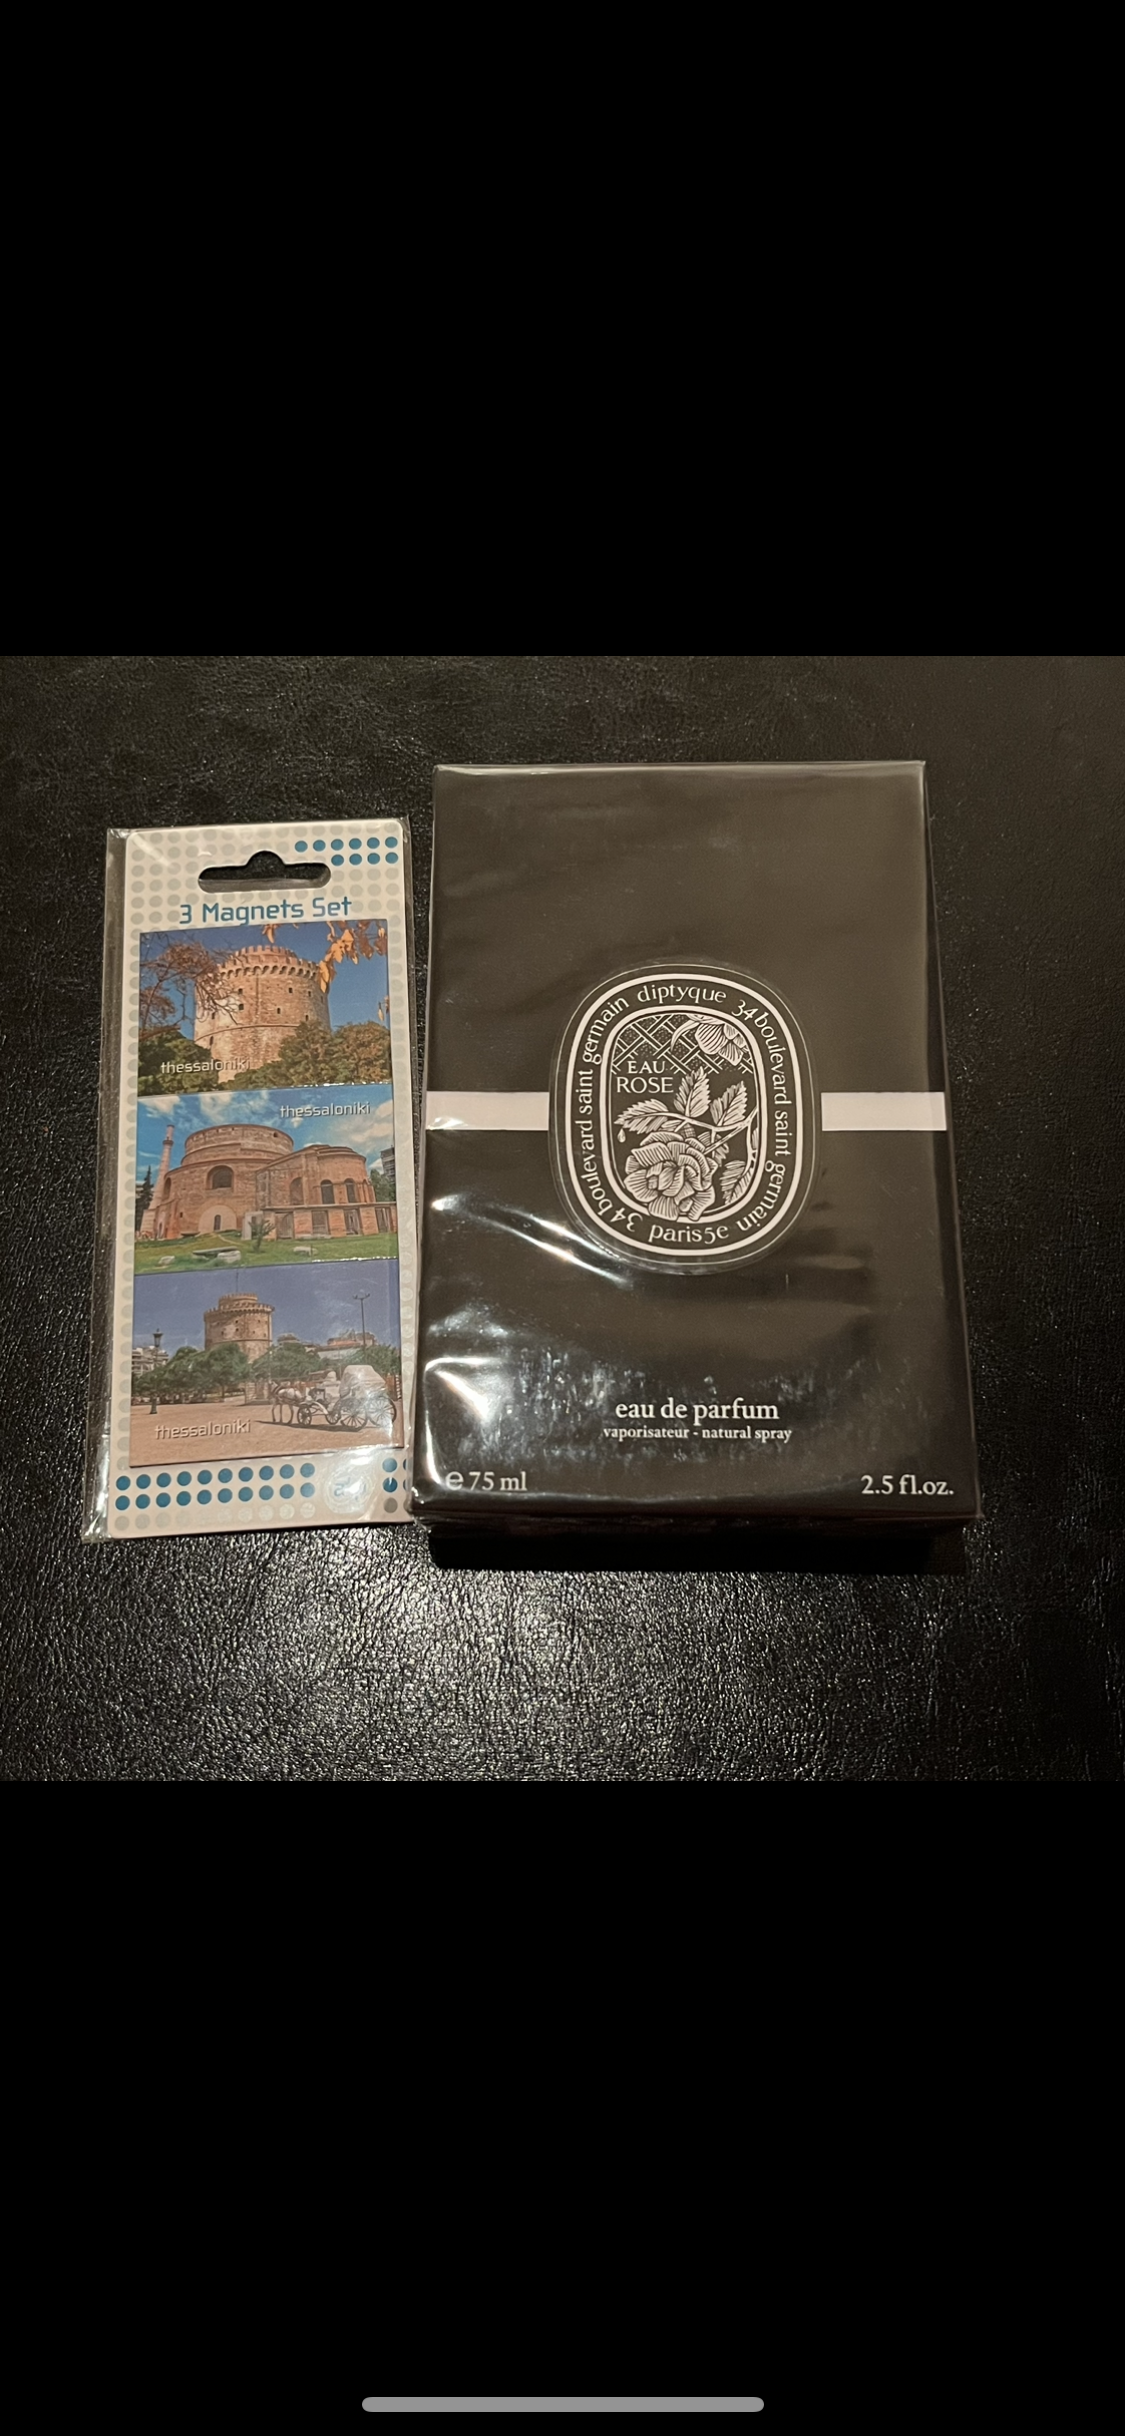 3 Magnets Set
thessaloniki
thessaloniki
thessaloniki
diptyque 34 boulevard saint germain paris5e 34 boulevard saint germain
EAU
ROSE
eau de parfum
vaporisateur - natural spray
e 75 ml
2.5 fl.oz.